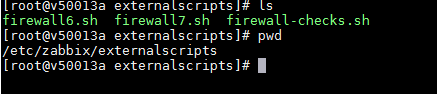 [root@v50013a externalscripts]# ls
firewall6.sh  firewall7.sh  firewall-checks.sh
[root@v50013a externalscripts]# pwd
/etc/zabbix/externalscripts
[root@v50013a externalscripts]#